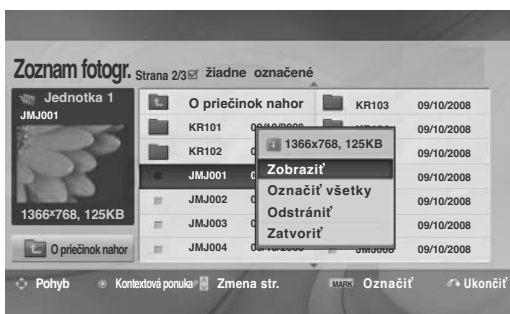 Zoznam fotogr. Strana 2/3 žiadne označené
Jednotka 1
JMJ001
1366x768, 125KB
O priečinok nahor
O priečinok nahor
KR101
KR102
JMJ001
JMJ002
JMJ003
JMJ004
KR103 09/10/2008
09/10/2008
09/10/2008
09/10/2008
09/10/2008
09/10/2008
JMJ008 09/10/2008
1366x768, 125KB
Zobraziť
Označiť všetky
Odstrániť
Zatvoriť
Pohyb Kontextová ponuka Zmena str. MARK Označiť Ukončiť